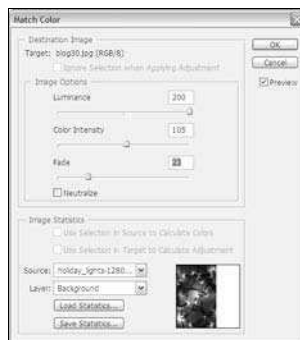 Match Color
Destination Image
Target: blog30.jpg (RGB/8)
Ignore Selection when Applying Adjustment
OK
Cancel
Preview
Image Options
Luminance 200
Color Intensity 105
Fade 23
Neutralize
Image Statistics
Use Selection in Source to Calculate Colors
Use Selection in Target to Calculate Adjustment
Source: holiday_lights-1280...
Layer: Background
Load Statistics...
Save Statistics...